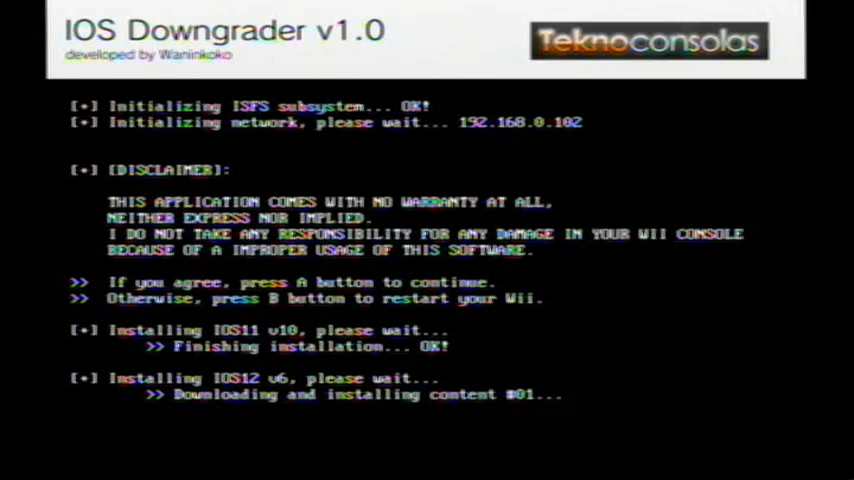 IOS Downgrader v1.0
developed by Waninkoko
Teknoconsolas
[+] Initializing ISFS subsystem... OK!
[+] Initializing network, please wait... 192.168.0.102
[+] [DISCLAIMER]:
THIS APPLICATION COMES WITH NO WARRANTY AT ALL,
NEITHER EXPRESS NOR IMPLIED.
I DO NOT TAKE ANY RESPONSIBILITY FOR ANY DAMAGE IN YOUR WII CONSOLE
BECAUSE OF A IMPROPER USAGE OF THIS SOFTWARE.
>> If you agree, press A button to continue.
>> Otherwise, press B button to restart your Wii.
[+] Installing IOS11 v10, please wait...
>> Finishing installation... OK!
[+] Installing IOS12 v6, please wait...
>> Downloading and installing content #01...